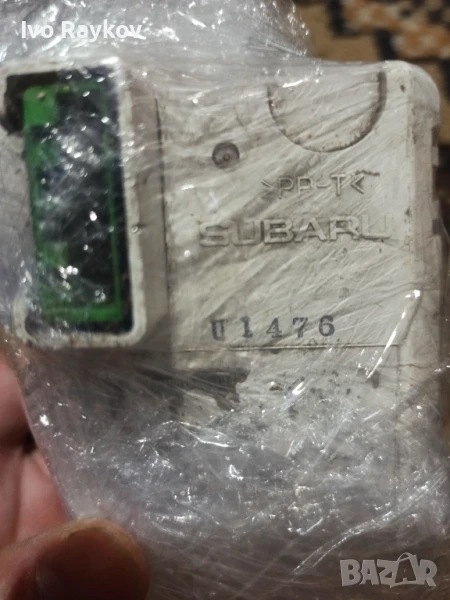 Ivo Raykov
>PP-T<
SUBARU
U1476
BAZAR